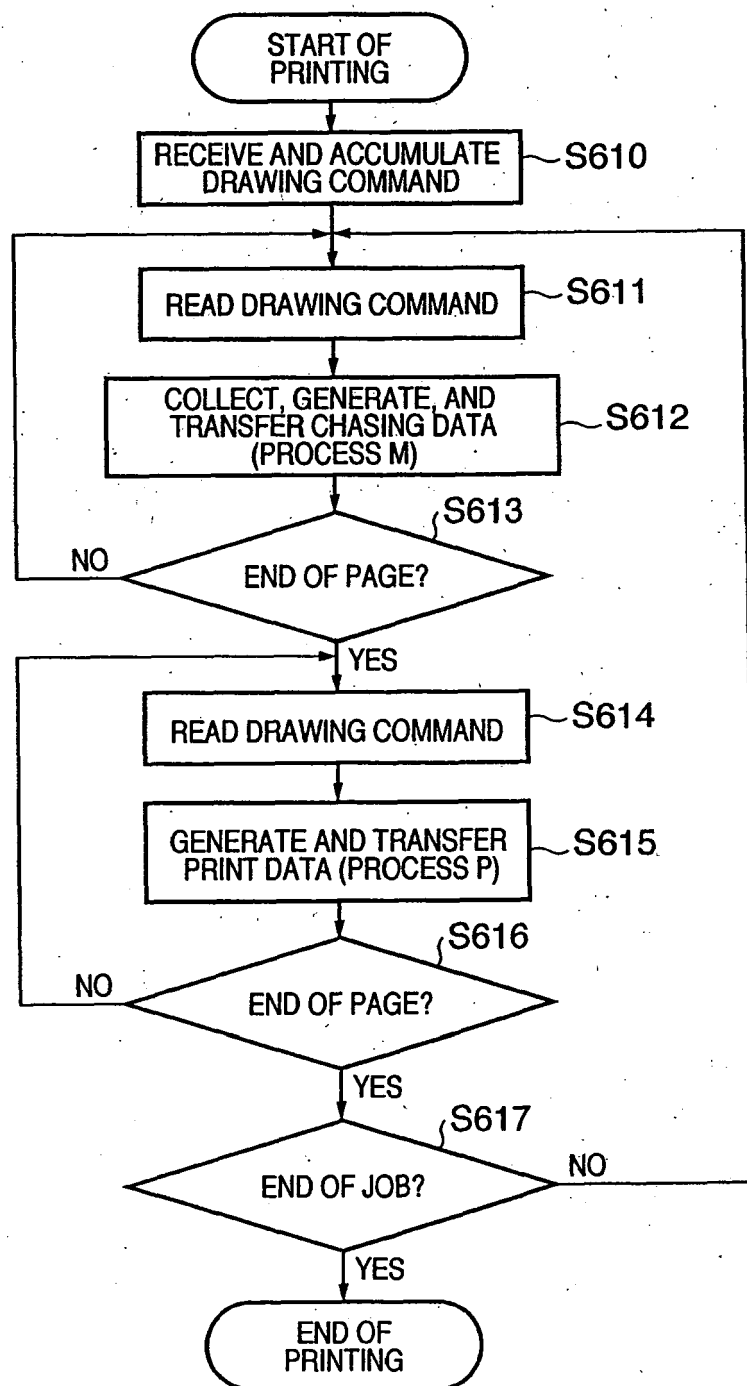 START OF
PRINTING
RECEIVE AND ACCUMULATE
DRAWING COMMAND
S610
READ DRAWING COMMAND
S611
COLLECT, GENERATE, AND
TRANSFER CHASING DATA
(PROCESS M)
S612
S613
NO
END OF PAGE?
YES
READ DRAWING COMMAND
S614
GENERATE AND TRANSFER
PRINT DATA (PROCESS P)
S615
S616
NO
END OF PAGE?
YES
S617
NO
END OF JOB?
YES
END OF
PRINTING